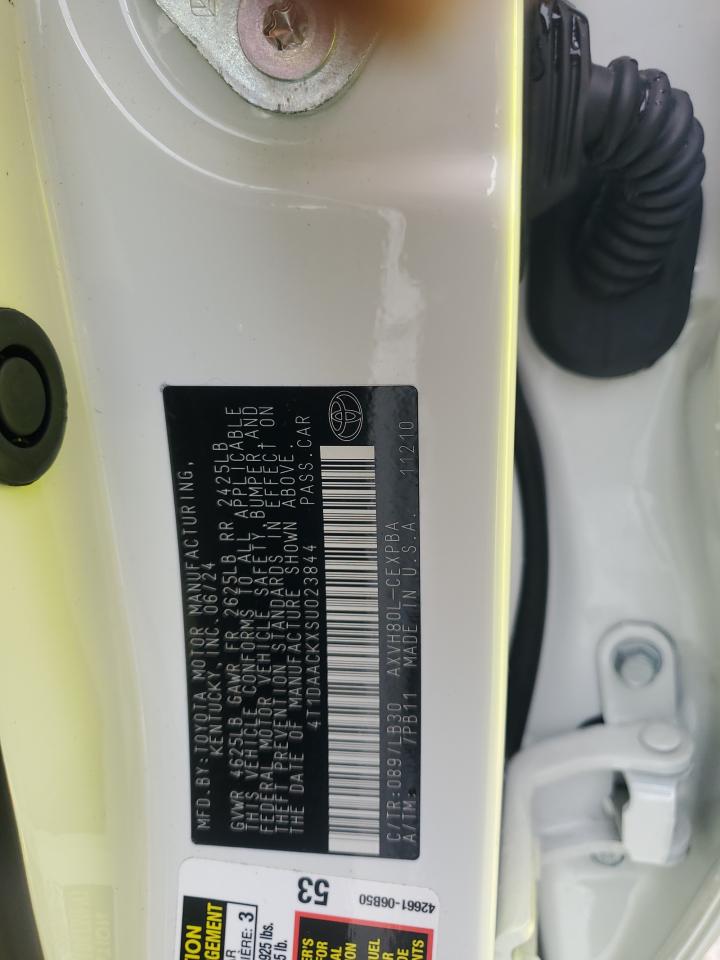 MFD.BY:TOYOTA MOTOR MANUFACTURING,
KENTUCKY, INC. 06/24
GVWR 4625LB GAWR FR 2625LB RR 2425LB
THIS VEHICLE CONFORMS TO ALL APPLICABLE
FEDERAL MOTOR VEHICLE SAFETY, BUMPER, AND
THEFT PREVENTION STANDARDS IN EFFECT ON
THE DATE OF MANUFACTURE SHOWN ABOVE.
4T1DAACKXSU023844 PASS.CAR
C/TR:089/LB30 AXVH80L-CEXPBA
A/TM: 7PB11 MADE IN U.S.A. 11210
53
42661-06B50